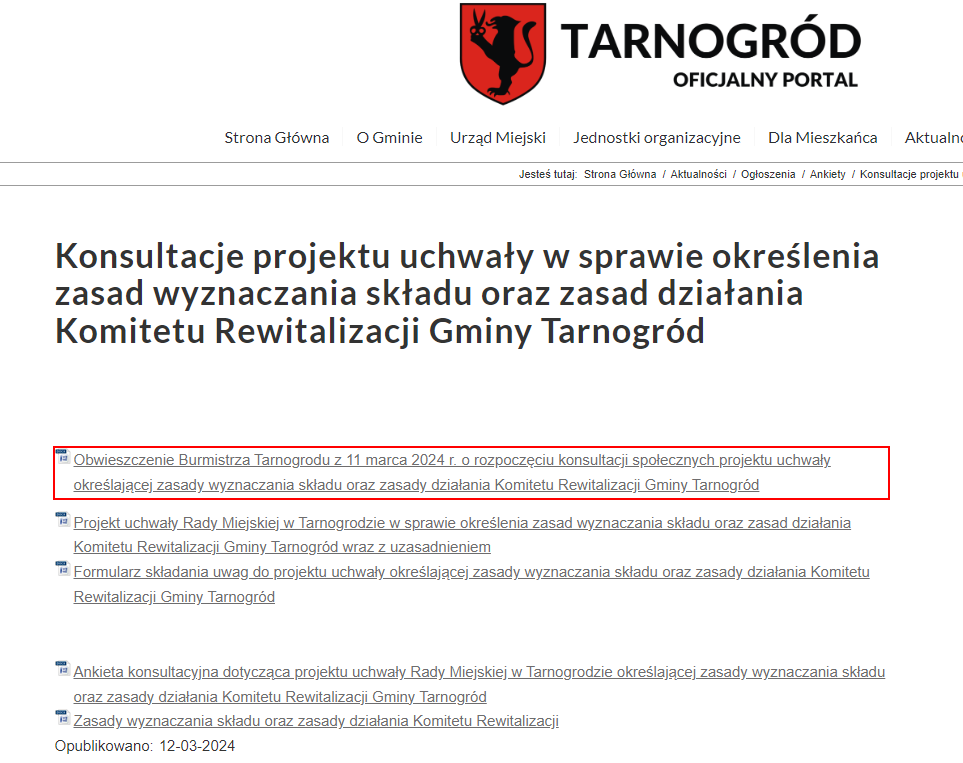 TARNOGRÓD
OFICJALNY PORTAL
Strona Główna O Gminie Urząd Miejski Jednostki organizacyjne Dla Mieszkańca Aktualno
Jesteś tutaj: Strona Główna / Aktualności / Ogłoszenia / Ankiety / Konsultacje projektu
Konsultacje projektu uchwały w sprawie określenia
zasad wyznaczania składu oraz zasad działania
Komitetu Rewitalizacji Gminy Tarnogród
Obwieszczenie Burmistrza Tarnogrodu z 11 marca 2024 r. o rozpoczęciu konsultacji społecznych projektu uchwały
określającej zasady wyznaczania składu oraz zasady działania Komitetu Rewitalizacji Gminy Tarnogród
Projekt uchwały Rady Miejskiej w Tarnogrodzie w sprawie określenia zasad wyznaczania składu oraz zasad działania
Komitetu Rewitalizacji Gminy Tarnogród wraz z uzasadnieniem
Formularz składania uwag do projektu uchwały określającej zasady wyznaczania składu oraz zasady działania Komitetu
Rewitalizacji Gminy Tarnogród
Ankieta konsultacyjna dotycząca projektu uchwały Rady Miejskiej w Tarnogrodzie określającej zasady wyznaczania składu
oraz zasady działania Komitetu Rewitalizacji Gminy Tarnogród
Zasady wyznaczania składu oraz zasady działania Komitetu Rewitalizacji
Opublikowano: 12-03-2024